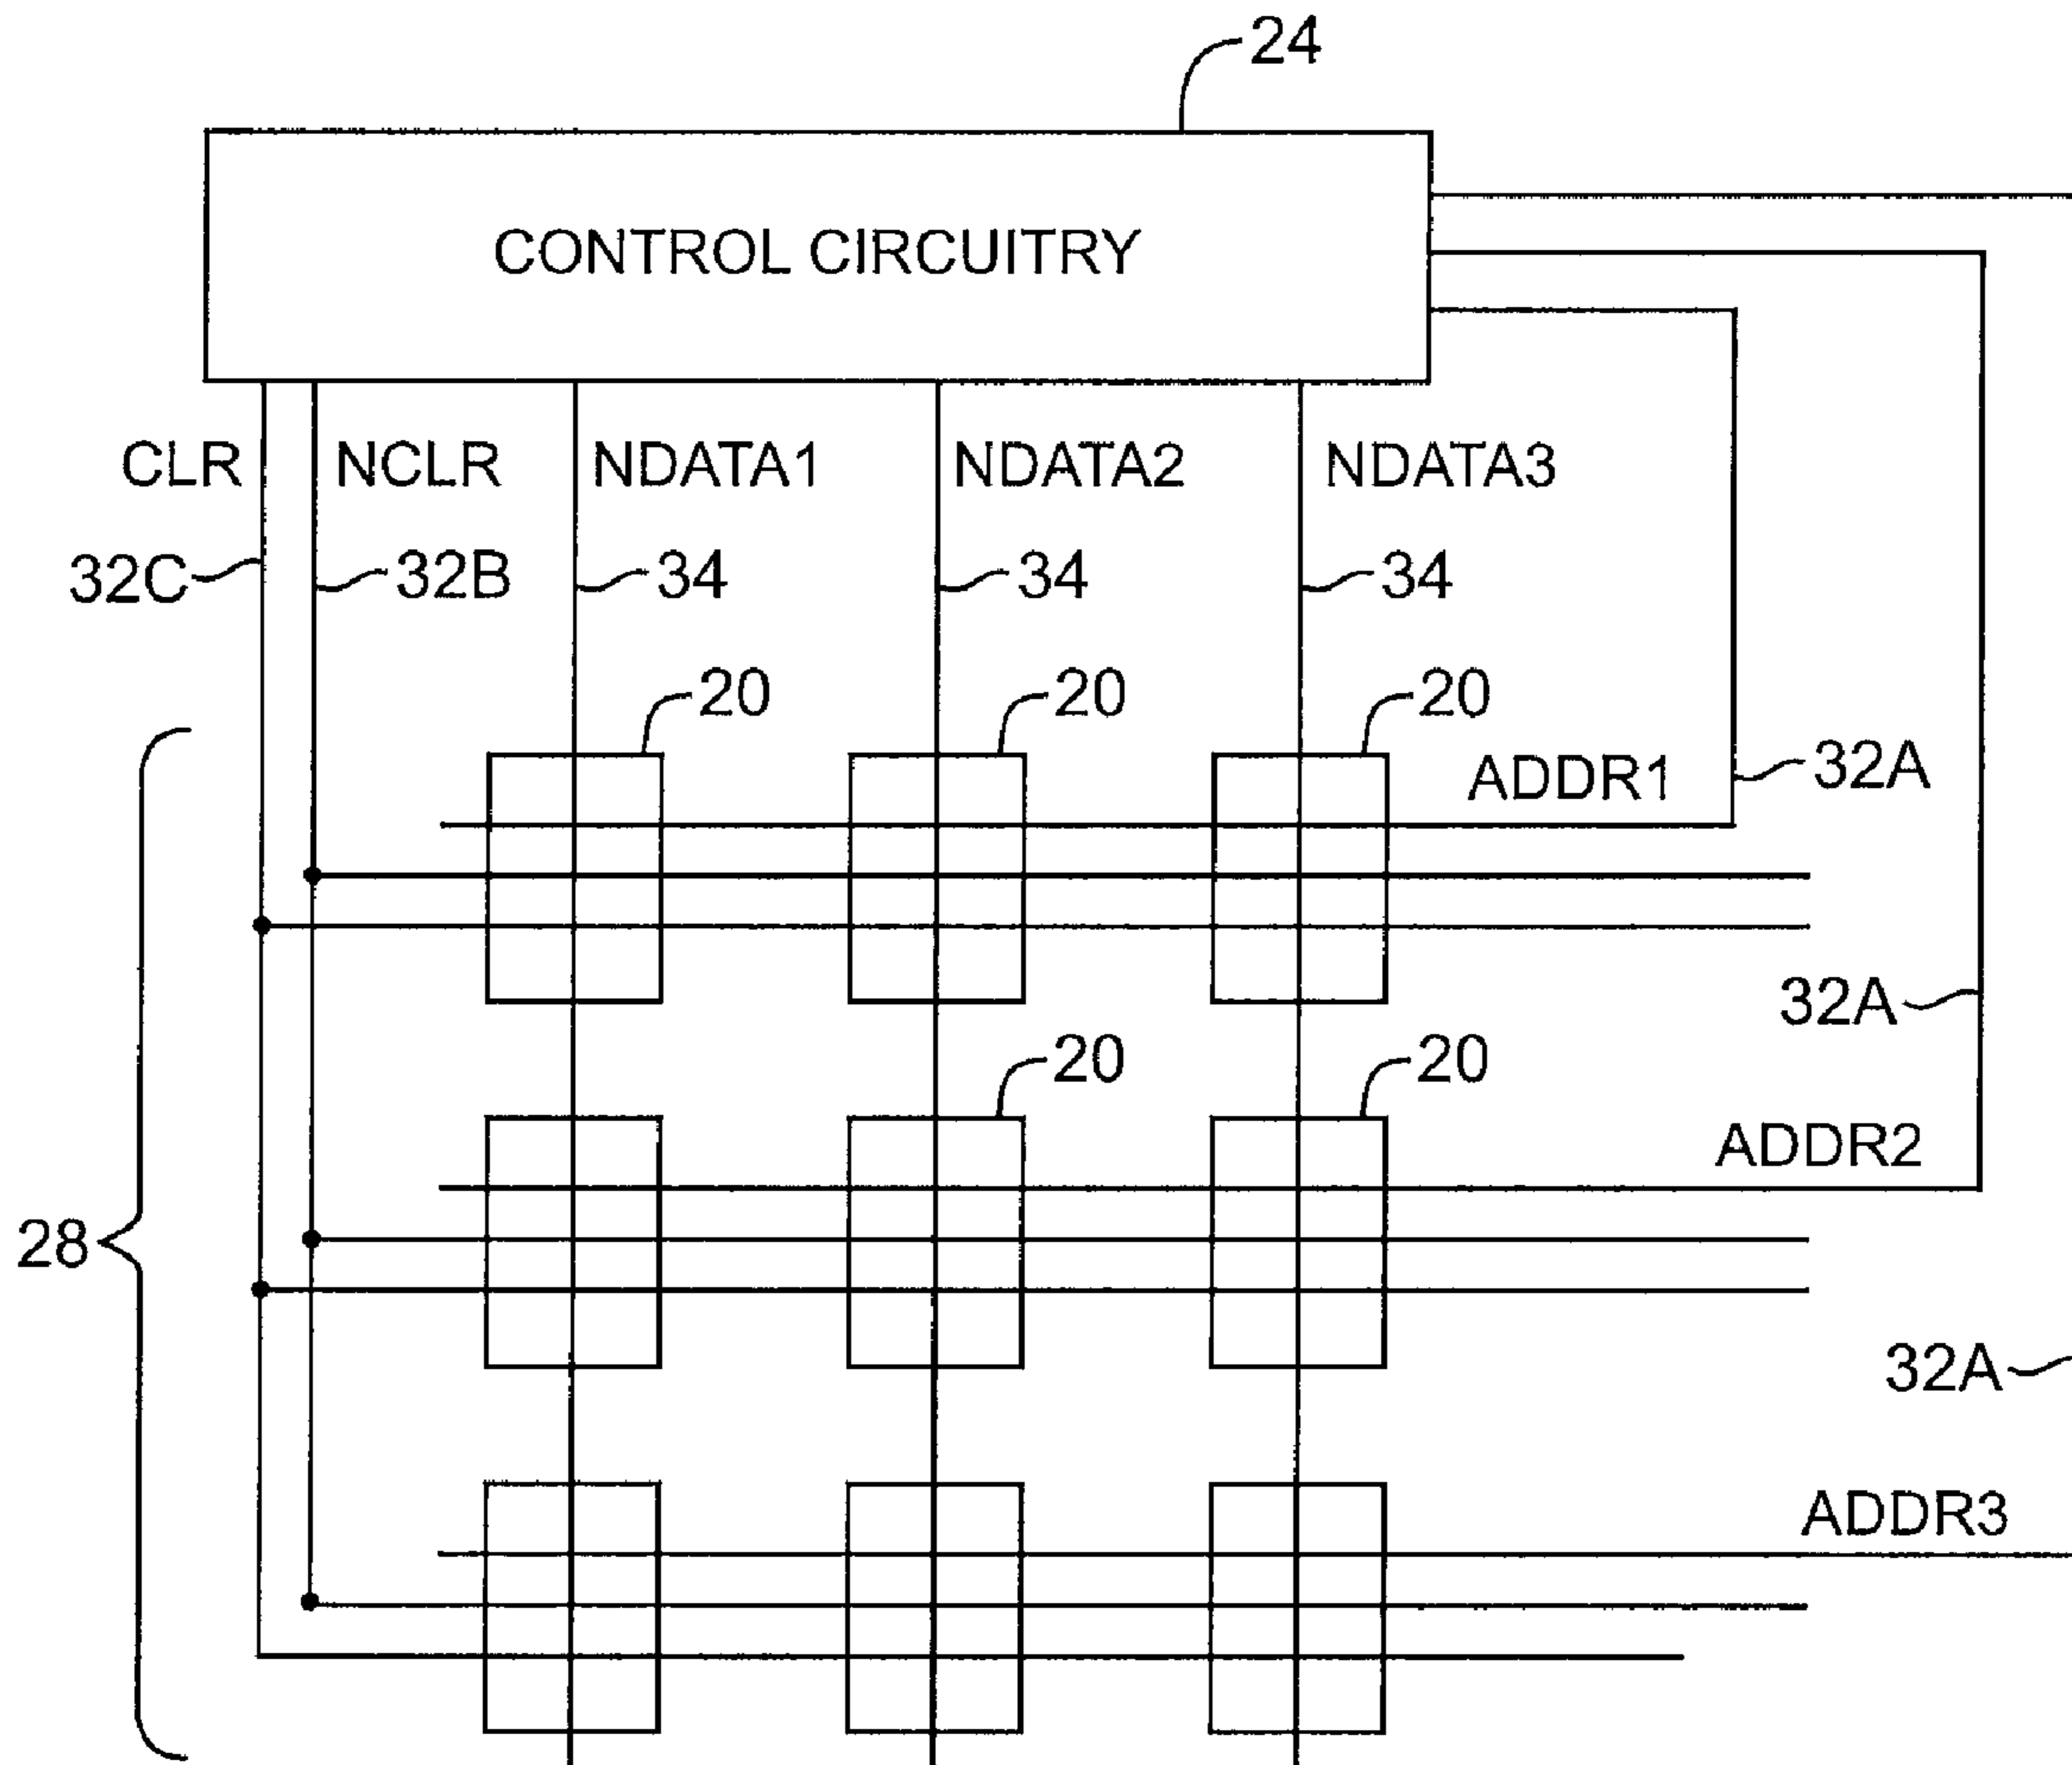 24
CONTROL CIRCUITRY
CLR NCLR NDATA1 NDATA2 NDATA3
32C 32B 34 34 34
20 20 20
ADDR1 32A
32A
20 20
ADDR2
28
32A
ADDR3